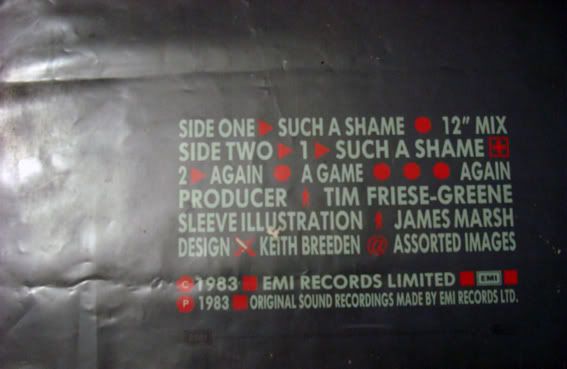 SIDE ONE SUCH A SHAME 12" MIX
SIDE TWO 1 SUCH A SHAME
2 AGAIN A GAME AGAIN
PRODUCER TIM FRIESE-GREENE
SLEEVE ILLUSTRATION JAMES MARSH
DESIGN KEITH BREEDEN @ ASSORTED IMAGES
C 1983 EMI RECORDS LIMITED EMI
P 1983 ORIGINAL SOUND RECORDINGS MADE BY EMI RECORDS LTD.